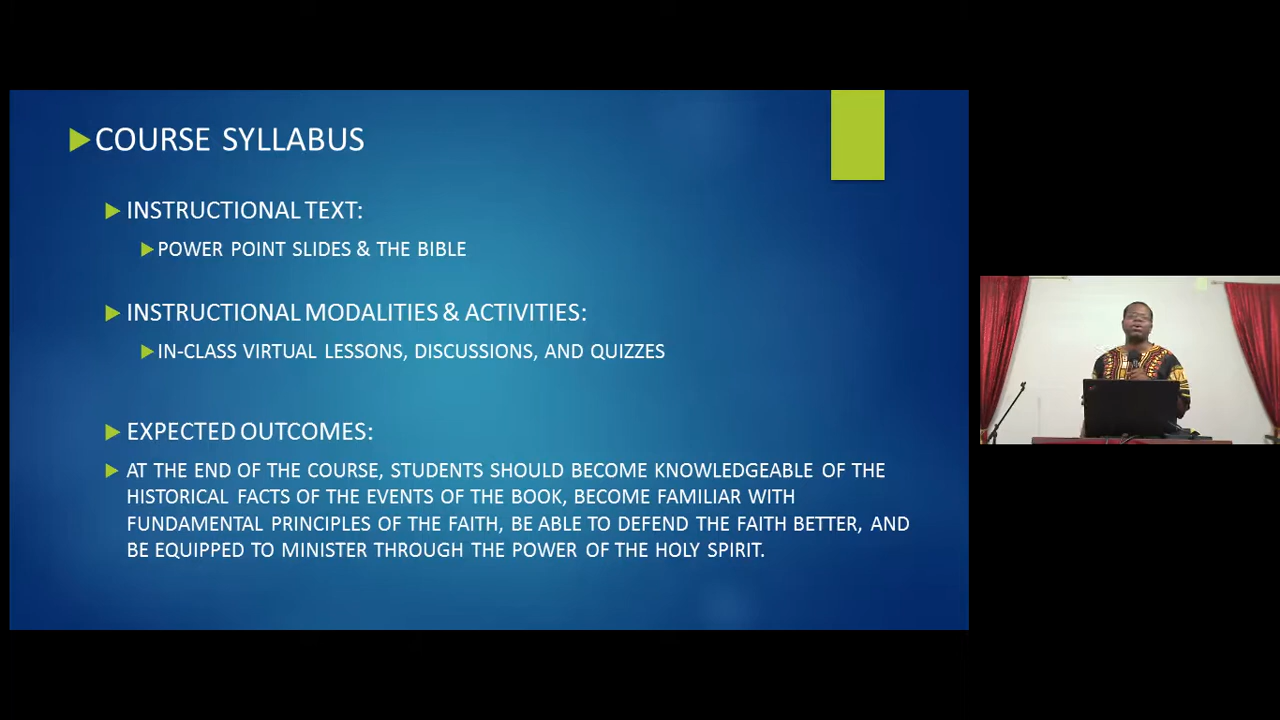 COURSE SYLLABUS
INSTRUCTIONAL TEXT:
POWER POINT SLIDES & THE BIBLE
INSTRUCTIONAL MODALITIES & ACTIVITIES:
IN-CLASS VIRTUAL LESSONS, DISCUSSIONS, AND QUIZZES
EXPECTED OUTCOMES:
AT THE END OF THE COURSE, STUDENTS SHOULD BECOME KNOWLEDGEABLE OF THE
HISTORICAL FACTS OF THE EVENTS OF THE BOOK, BECOME FAMILIAR WITH
FUNDAMENTAL PRINCIPLES OF THE FAITH, BE ABLE TO DEFEND THE FAITH BETTER, AND
BE EQUIPPED TO MINISTER THROUGH THE POWER OF THE HOLY SPIRIT.